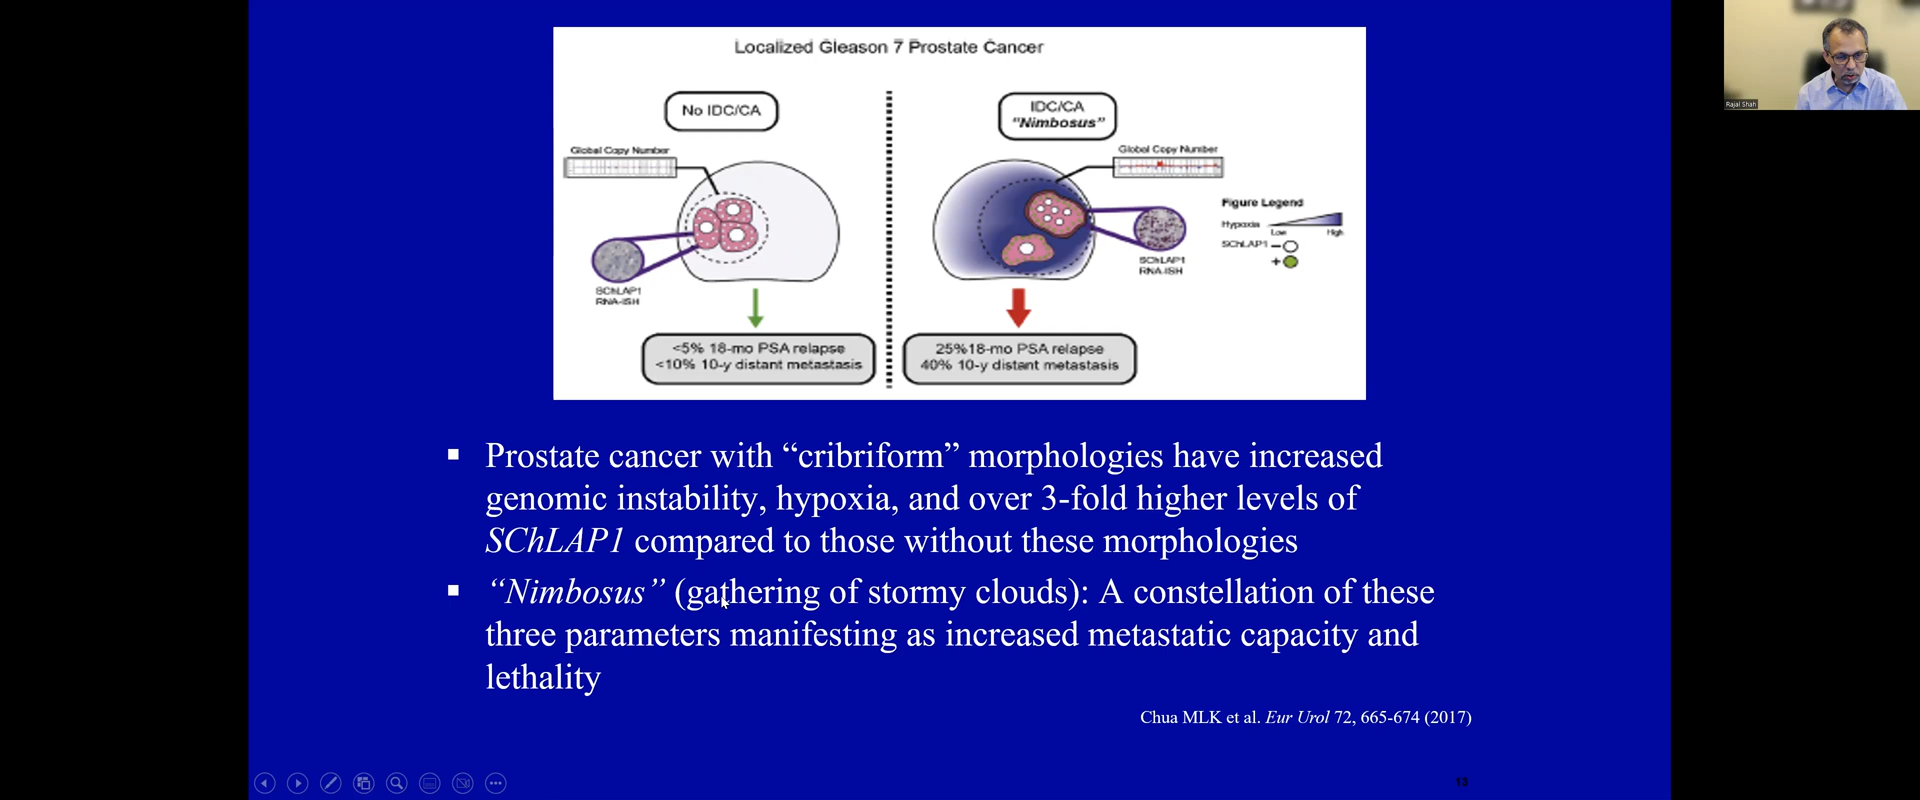 Localized Gleason 7 Prostate Cancer
No IDC/CA
IDC/CA
"Nimbosus"
Global Copy Number
Global Copy Number
SChLAP1
RNA-ISH
SChLAP1
RNA-ISH
Figure Legend
Hypoxia
Low
High
SChLAP1
−
+
<5% 18-mo PSA relapse
<10% 10-y distant metastasis
25%18-mo PSA relapse
40% 10-y distant metastasis
Prostate cancer with “cribriform” morphologies have increased
genomic instability, hypoxia, and over 3-fold higher levels of
SChLAP1 compared to those without these morphologies
“Nimbosus” (gathering of stormy clouds): A constellation of these
three parameters manifesting as increased metastatic capacity and
lethality
Chua MLK et al. Eur Urol 72, 665-674 (2017)
13
Rajal Shah